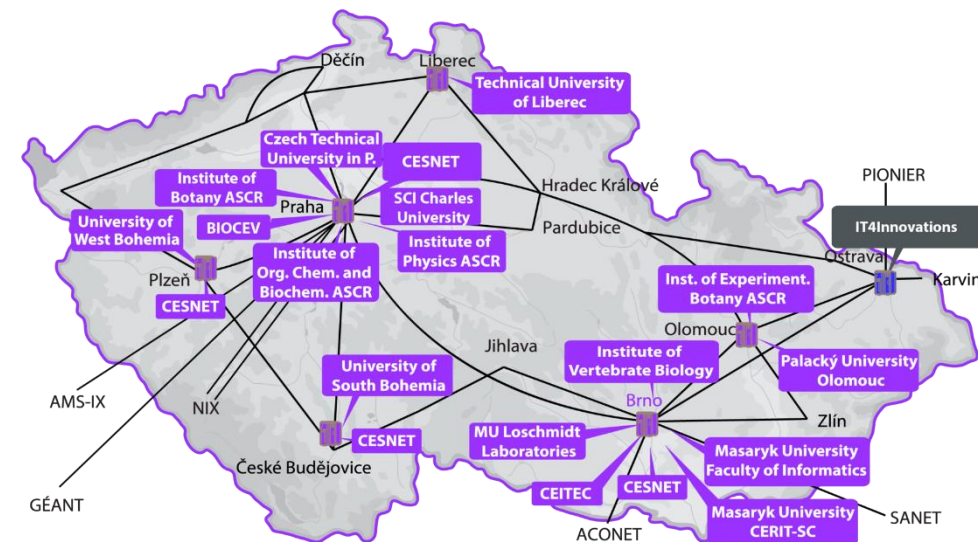 Děčín
Liberec
Technical University
of Liberec
Czech Technical
University in P.
CESNET
Institute of
Botany ASCR
Praha
SCI Charles
University
Hradec Králové
PIONIER
University of
West Bohemia
BIOCEV
Pardubice
IT4Innovations
Institute of
Org. Chem. and
Biochem. ASCR
Institute of
Physics ASCR
Ostrava
Plzeň
CESNET
Inst. of Experiment.
Botany ASCR
Karvin
Olomouc
Jihlava
Institute of
Vertebrate Biology
Palacký University
Olomouc
University of
South Bohemia
AMS-IX
NIX
Brno
Zlín
CESNET
MU Loschmidt
Laboratories
Masaryk University
Faculty of Informatics
České Budějovice
CEITEC
CESNET
GÉANT
Masaryk University
CERIT-SC
SANET
ACONET